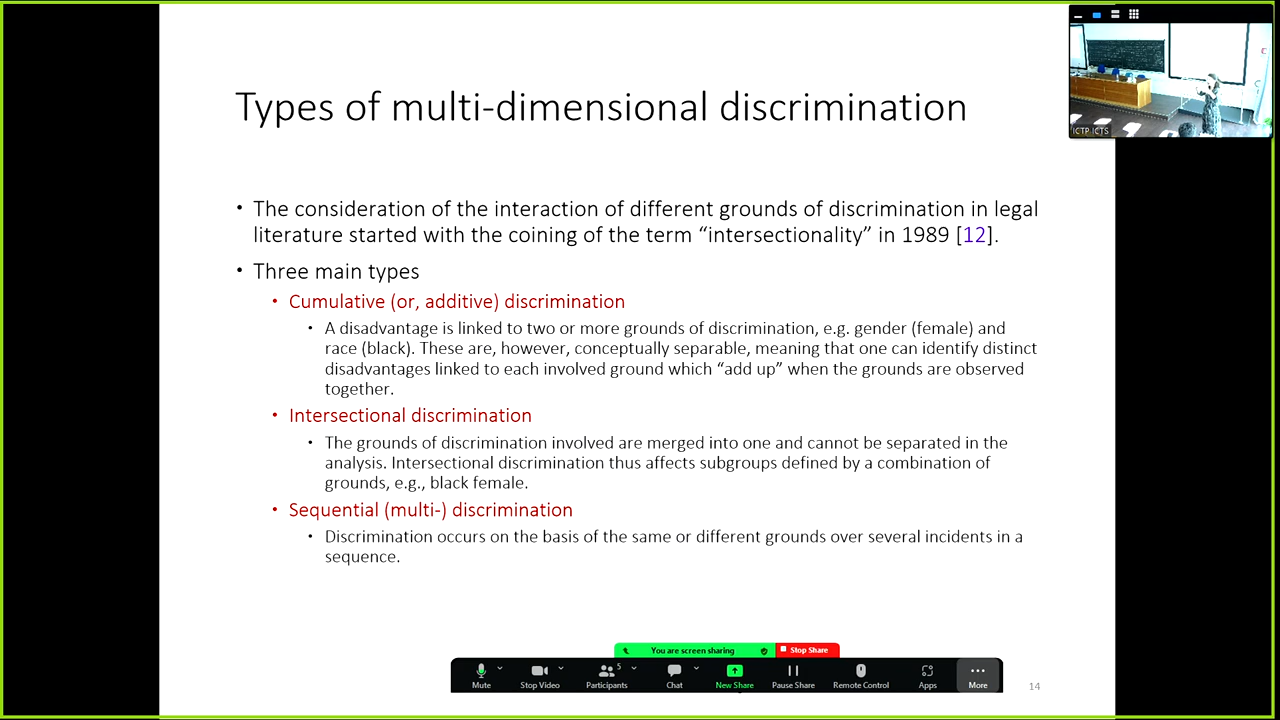 Types of multi-dimensional discrimination
• The consideration of the interaction of different grounds of discrimination in legal
literature started with the coining of the term “intersectionality” in 1989 [12].
• Three main types
• Cumulative (or, additive) discrimination
• A disadvantage is linked to two or more grounds of discrimination, e.g. gender (female) and
race (black). These are, however, conceptually separable, meaning that one can identify distinct
disadvantages linked to each involved ground which “add up” when the grounds are observed
together.
• Intersectional discrimination
• The grounds of discrimination involved are merged into one and cannot be separated in the
analysis. Intersectional discrimination thus affects subgroups defined by a combination of
grounds, e.g., black female.
• Sequential (multi-) discrimination
• Discrimination occurs on the basis of the same or different grounds over several incidents in a
sequence.
ICTP ICTS
You are screen sharing Stop Share
5
Mute Stop Video Participants Chat New Share Pause Share Remote Control Apps More
14